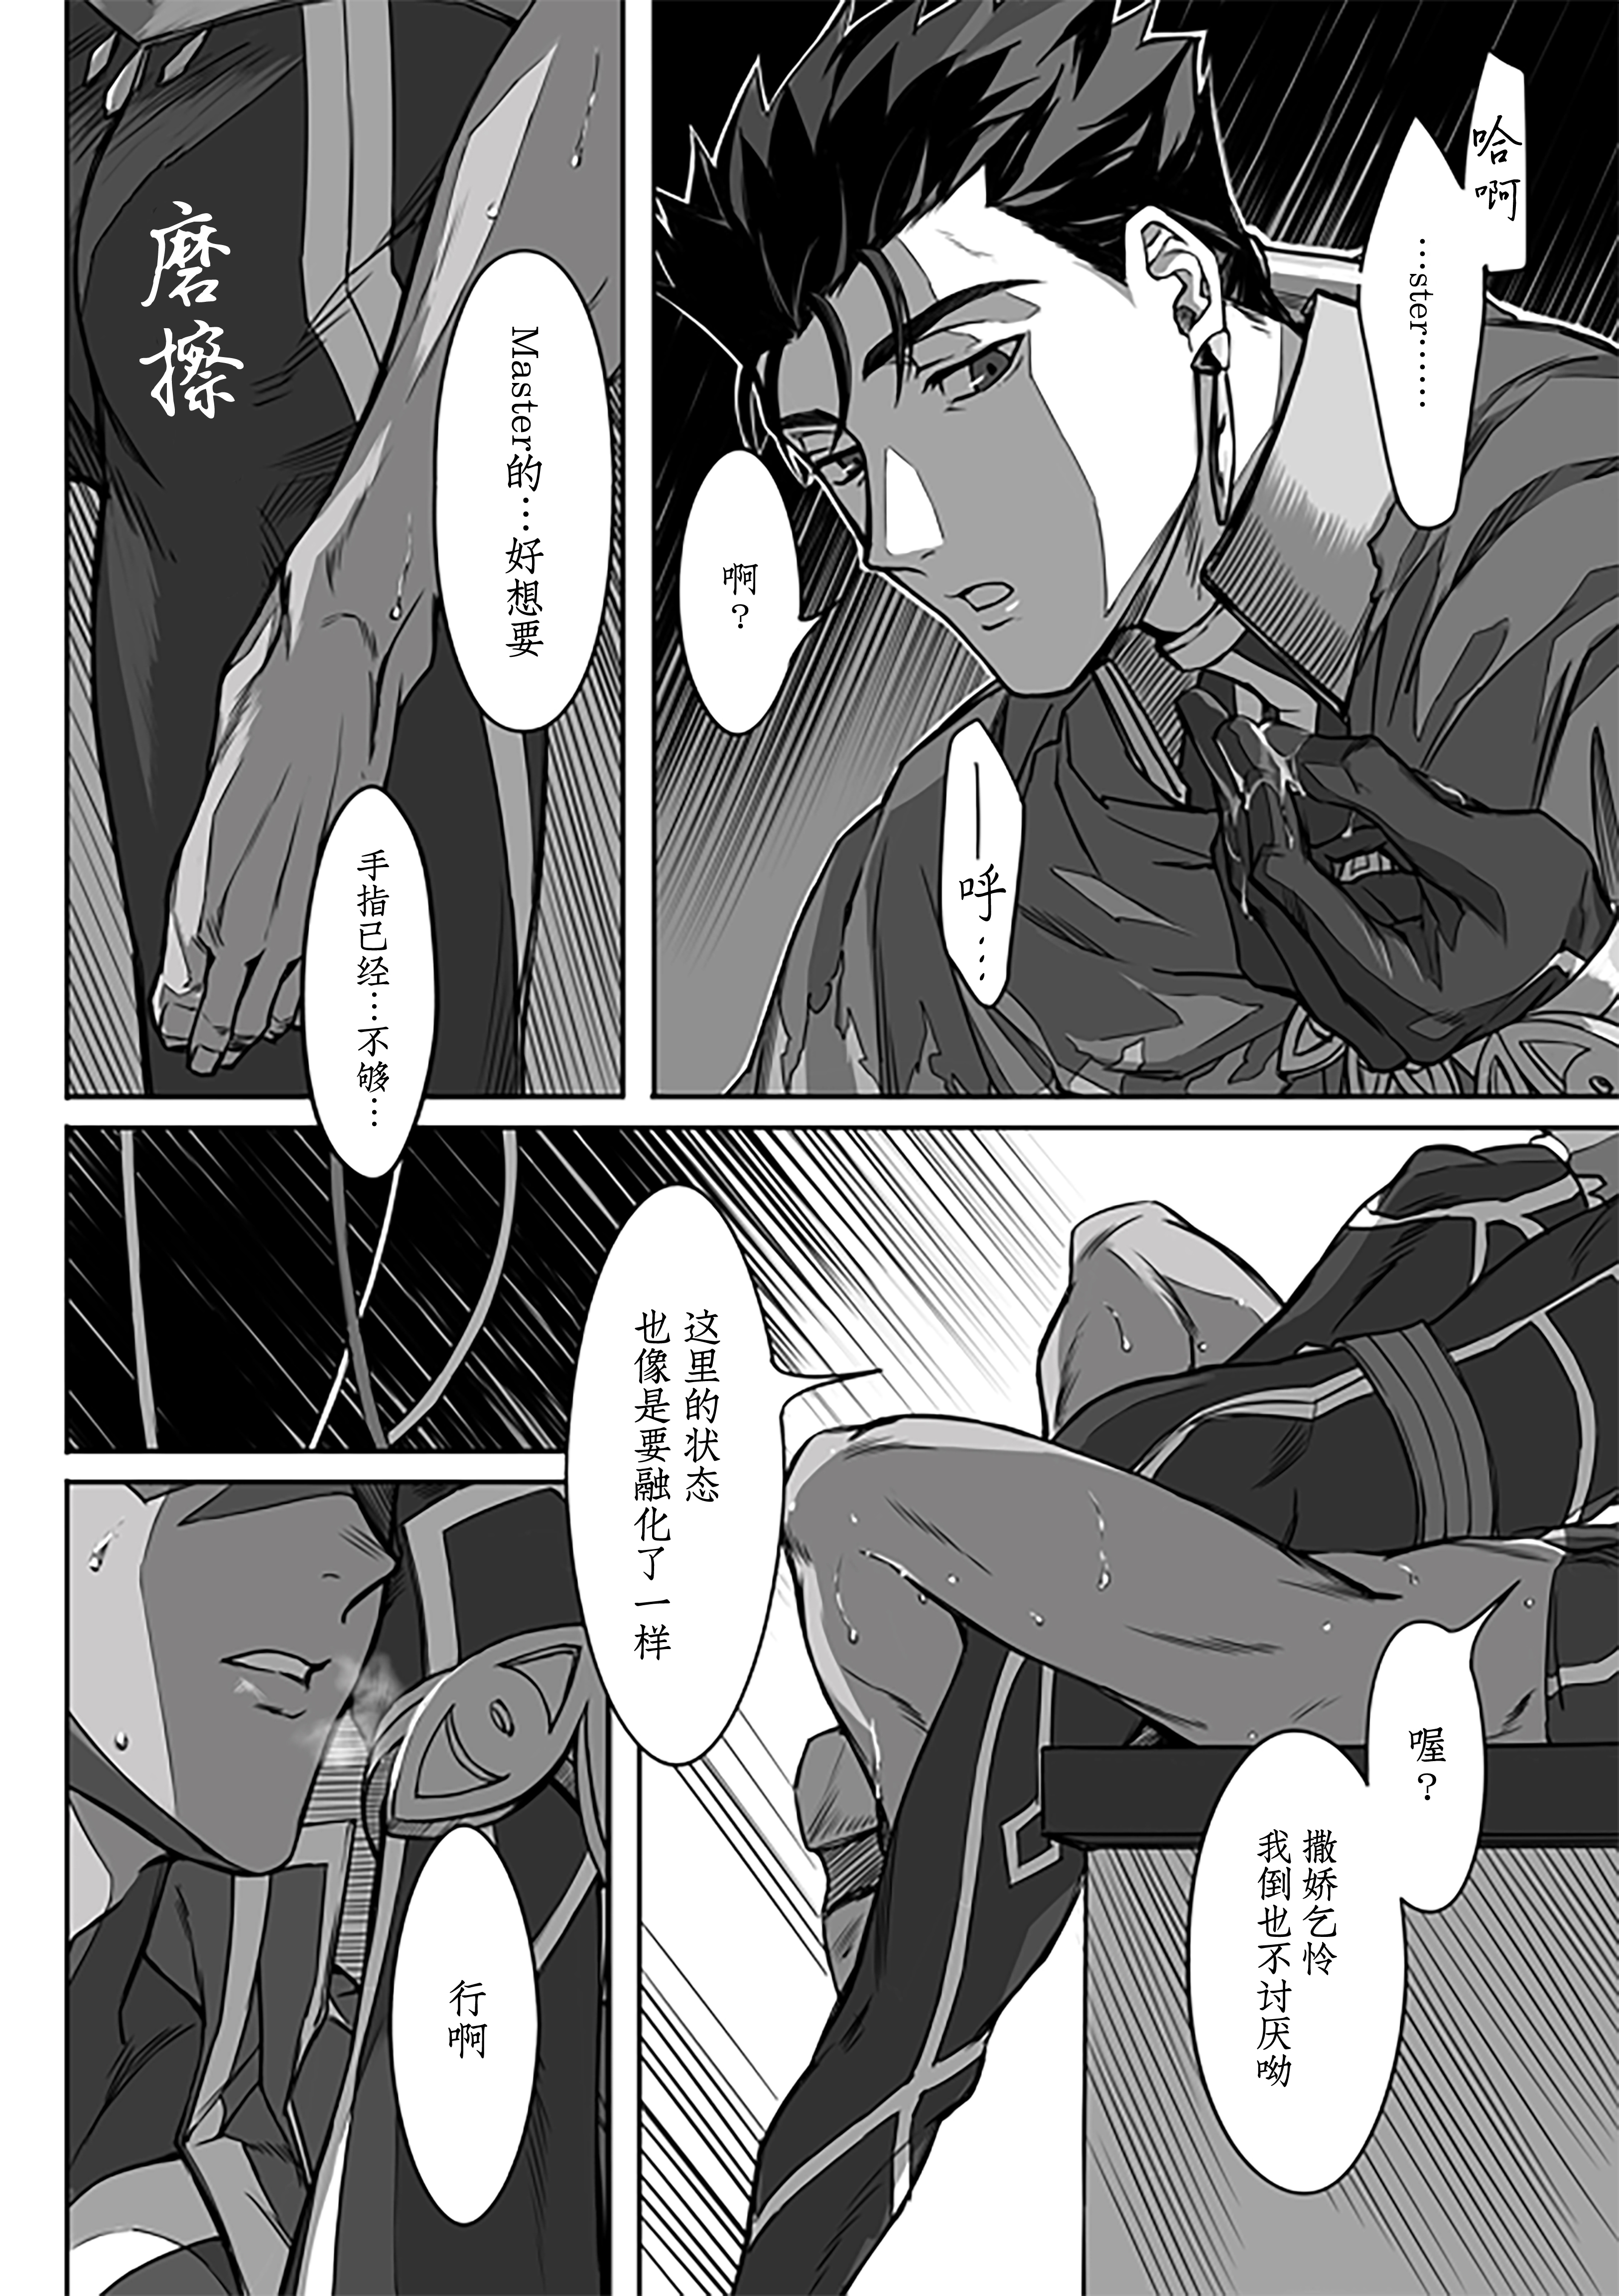 哈啊
…ster……
啊？
——呼……
Master的…好想要
磨擦
手指已经…不够…
这里的状态
也像是要融化了一样
喔？
撒娇乞怜
我倒也不讨厌呦
行啊